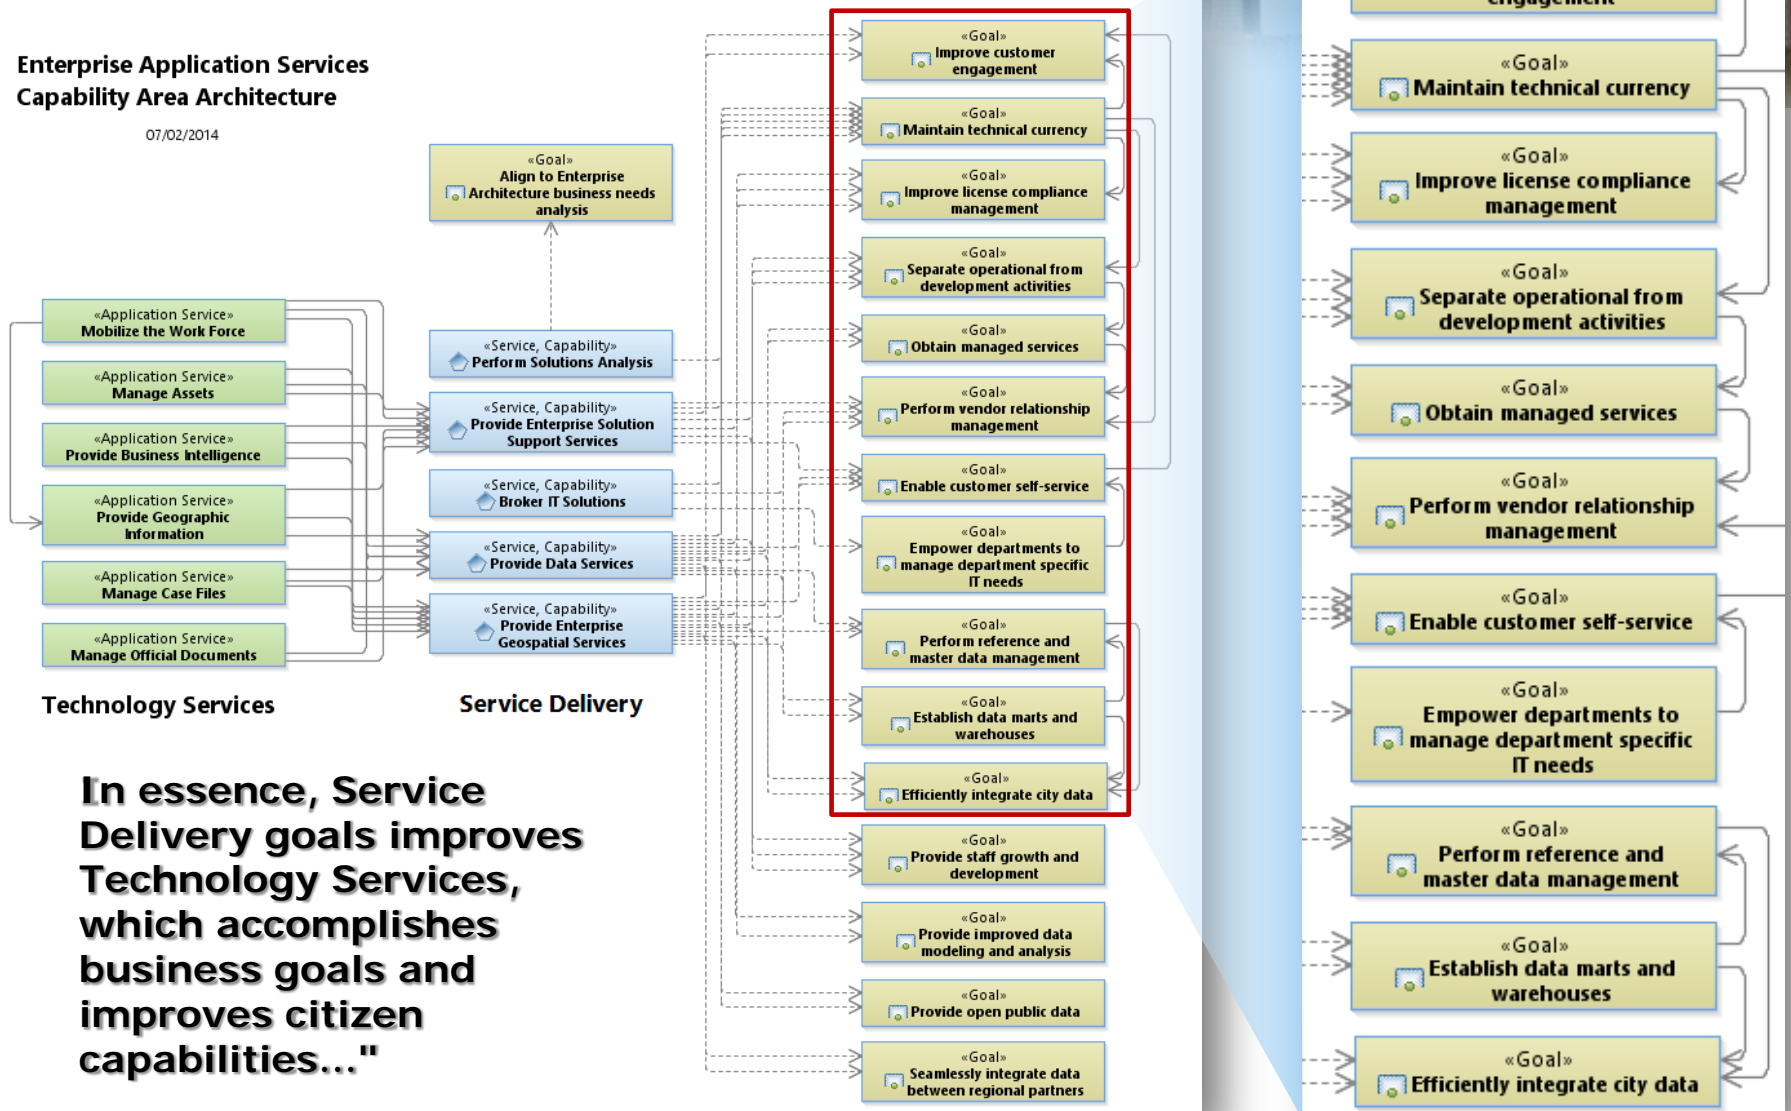 Enterprise Application Services
Capability Area Architecture
07/02/2014
«Application Service»
Mobilize the Work Force
«Application Service»
Manage Assets
«Application Service»
Provide Business Intelligence
«Application Service»
Provide Geographic
Information
«Application Service»
Manage Case Files
«Application Service»
Manage Official Documents
Technology Services
«Goal»
Align to Enterprise
Architecture business needs
analysis
«Service, Capability»
Perform Solutions Analysis
«Service, Capability»
Provide Enterprise Solution
Support Services
«Service, Capability»
Broker IT Solutions
«Service, Capability»
Provide Data Services
«Service, Capability»
Provide Enterprise
Geospatial Services
Service Delivery
In essence, Service
Delivery goals improves
Technology Services,
which accomplishes
business goals and
improves citizen
capabilities..."
«Goal»
Improve customer
engagement
«Goal»
Maintain technical currency
«Goal»
Improve license compliance
management
«Goal»
Separate operational from
development activities
«Goal»
Obtain managed services
«Goal»
Perform vendor relationship
management
«Goal»
Enable customer self-service
«Goal»
Empower departments to
manage department specific
IT needs
«Goal»
Perform reference and
master data management
«Goal»
Establish data marts and
warehouses
«Goal»
Efficiently integrate city data
«Goal»
Provide staff growth and
development
«Goal»
Provide improved data
modeling and analysis
«Goal»
Provide open public data
«Goal»
Seamlessly integrate data
between regional partners
engagement
«Goal»
Maintain technical currency
«Goal»
Improve license compliance
management
«Goal»
Separate operational from
development activities
«Goal»
Obtain managed services
«Goal»
Perform vendor relationship
management
«Goal»
Enable customer self-service
«Goal»
Empower departments to
manage department specific
IT needs
«Goal»
Perform reference and
master data management
«Goal»
Establish data marts and
warehouses
«Goal»
Efficiently integrate city data